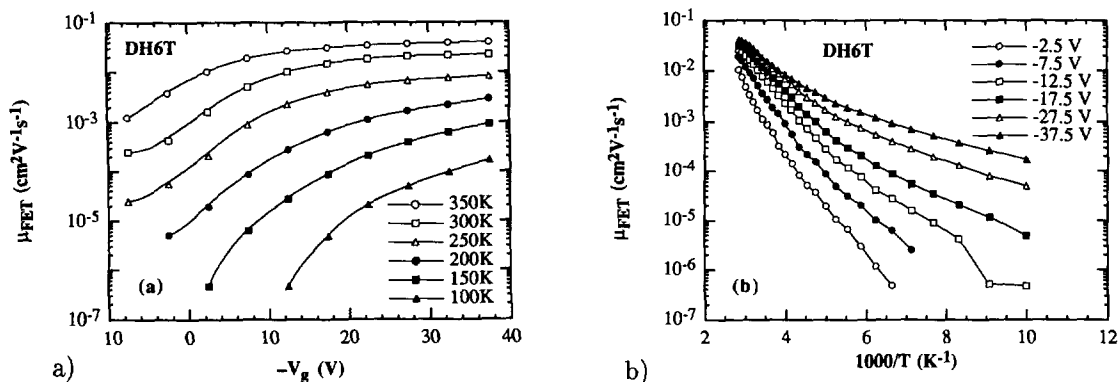 10⁻¹
10⁻³
10⁻⁵
10⁻⁷
μFET (cm²V⁻¹s⁻¹)
DH6T
(a)
350K
300K
250K
200K
150K
100K
-10 0 10 20 30 40
–Vg (V)
a)
10⁻¹
10⁻²
10⁻³
10⁻⁴
10⁻⁵
10⁻⁶
10⁻⁷
μFET (cm²V⁻¹s⁻¹)
DH6T
(b)
-2.5 V
-7.5 V
-12.5 V
-17.5 V
-27.5 V
-37.5 V
2 4 6 8 10 12
1000/T (K⁻¹)
b)